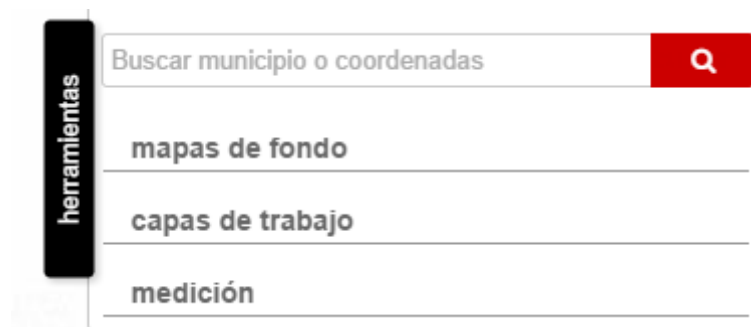 herramientas
Buscar municipio o coordenadas
mapas de fondo
capas de trabajo
medición